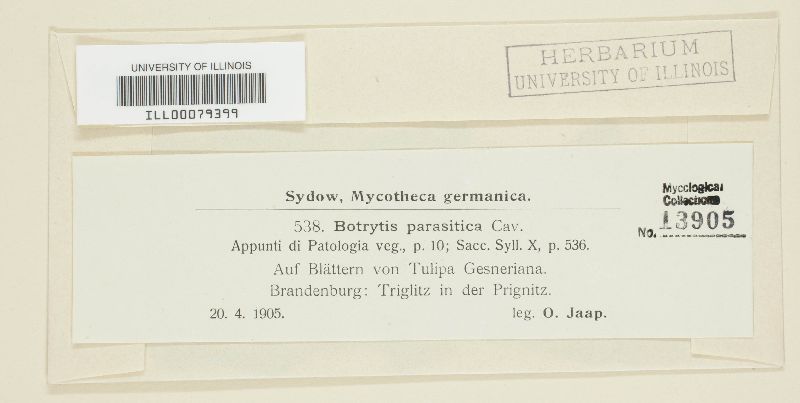 UNIVERSITY OF ILLINOIS
ILL00079399
HERBARIUM
UNIVERSITY OF ILLINOIS
Sydow, Mycotheca germanica.
538. Botrytis parasitica Cav.
Appunti di Patologia veg., p. 10; Sacc. Syll. X, p. 536.
Auf Blättern von Tulipa Gesneriana.
Brandenburg: Triglitz in der Prignitz.
20. 4. 1905. leg. O. Jaap.
Mycological
Collections
No. 13905